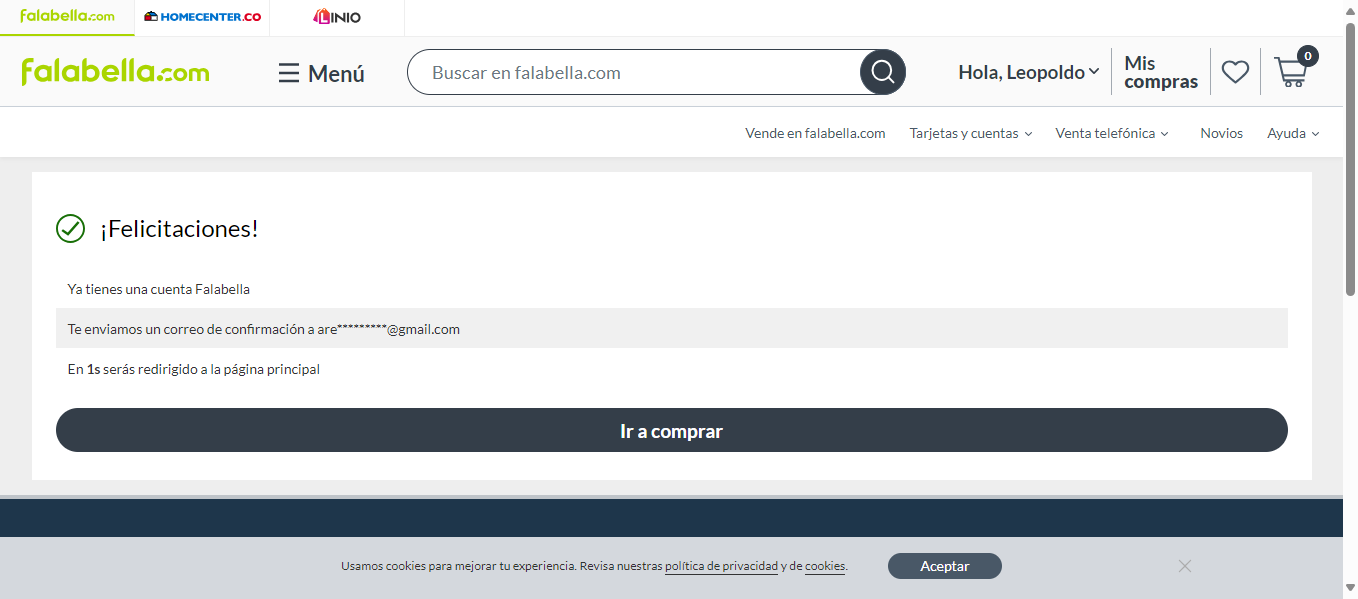 falabella.com
HOMECENTER.CO
LINIO
falabella.com
Menú
Buscar en falabella.com
Hola, Leopoldo
Mis
compras
0
Vende en falabella.com
Tarjetas y cuentas
Venta telefónica
Novios
Ayuda
¡Felicitaciones!
Ya tienes una cuenta Falabella
Te enviamos un correo de confirmación a are*********@gmail.com
En 1s serás redirigido a la página principal
Ir a comprar
Usamos cookies para mejorar tu experiencia. Revisa nuestras política de privacidad y de cookies.
Aceptar